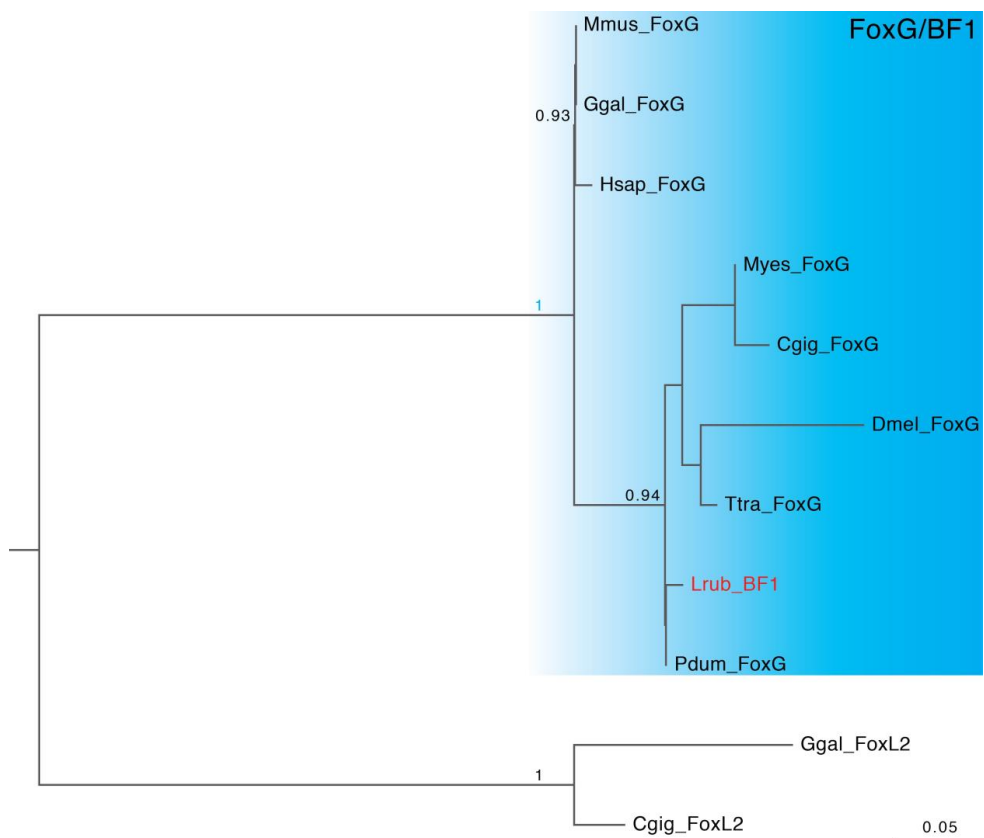 Mmus_FoxG
FoxG/BF1
Ggal_FoxG
0.93
Hsap_FoxG
Myes_FoxG
1
Cgig_FoxG
Dmel_FoxG
0.94
Ttra_FoxG
Lrub_BF1
Pdum_FoxG
Ggal_FoxL2
1
Cgig_FoxL2
0.05